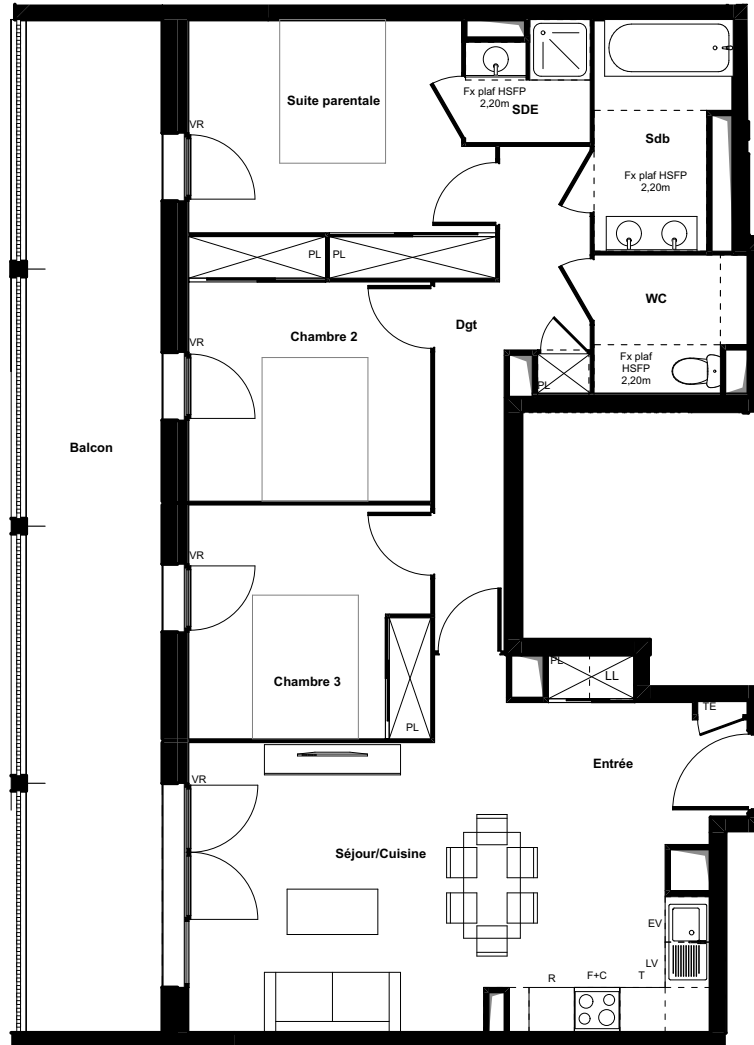 Suite parentale
VR
Fx plaf HSFP
2,20m
SDE
Sdb
Fx plaf HSFP
2,20m
PL
PL
WC
Dgt
Chambre 2
VR
Fx plaf
HSFP
2,20m
PL
Balcon
VR
Chambre 3
PL
PL
LL
TE
Entrée
VR
Séjour/Cuisine
EV
LV
R
F+C
T